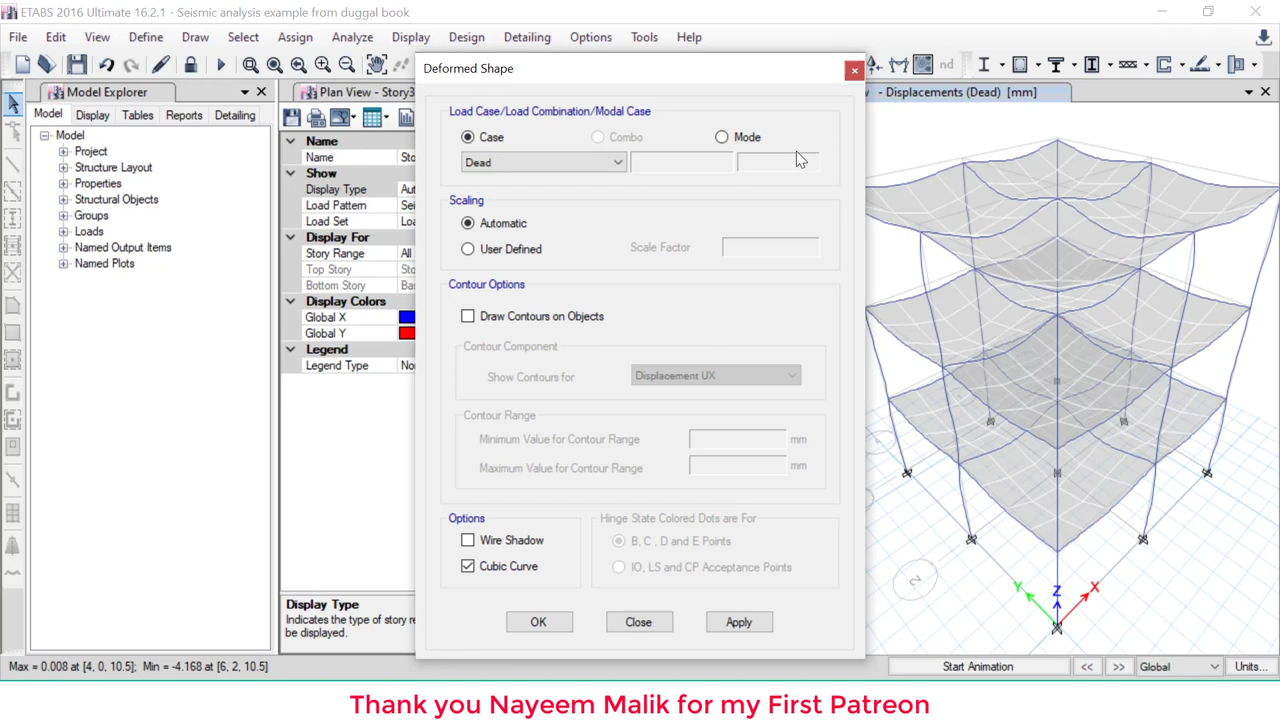 ETABS 2016 Ultimate 16.2.1 - Seismic analysis example from duggal book
File Edit View Define Draw Select Assign Analyze Display Design Detailing Options Tools Help
nd
Model Explorer
Model Display Tables Reports Detailing
Model
Project
Structure Layout
Properties
Structural Objects
Groups
Loads
Named Output Items
Named Plots
Plan View - Story3
Name
Name Sto
Show
Display Type Aut
Load Pattern Sei
Load Set Loa
Display For
Story Range All
Top Story Sto
Bottom Story Bas
Display Colors
Global X
Global Y
Legend
Legend Type Nor
Display Type
Indicates the type of story re
be displayed.
Deformed Shape
Load Case/Load Combination/Modal Case
Case Combo Mode
Dead
Scaling
Automatic
User Defined Scale Factor
Contour Options
Draw Contours on Objects
Contour Component
Show Contours for Displacement UX
Contour Range
Minimum Value for Contour Range mm
Maximum Value for Contour Range mm
Options
Wire Shadow
Cubic Curve
Hinge State Colored Dots are For
B, C , D and E Points
IO, LS and CP Acceptance Points
OK Close Apply
- Displacements (Dead) [mm]
Y Z X
Max = 0.008 at [4, 0, 10.5]; Min = -4.168 at [6, 2, 10.5]
Start Animation << >> Global Units...
Thank you Nayeem Malik for my First Patreon